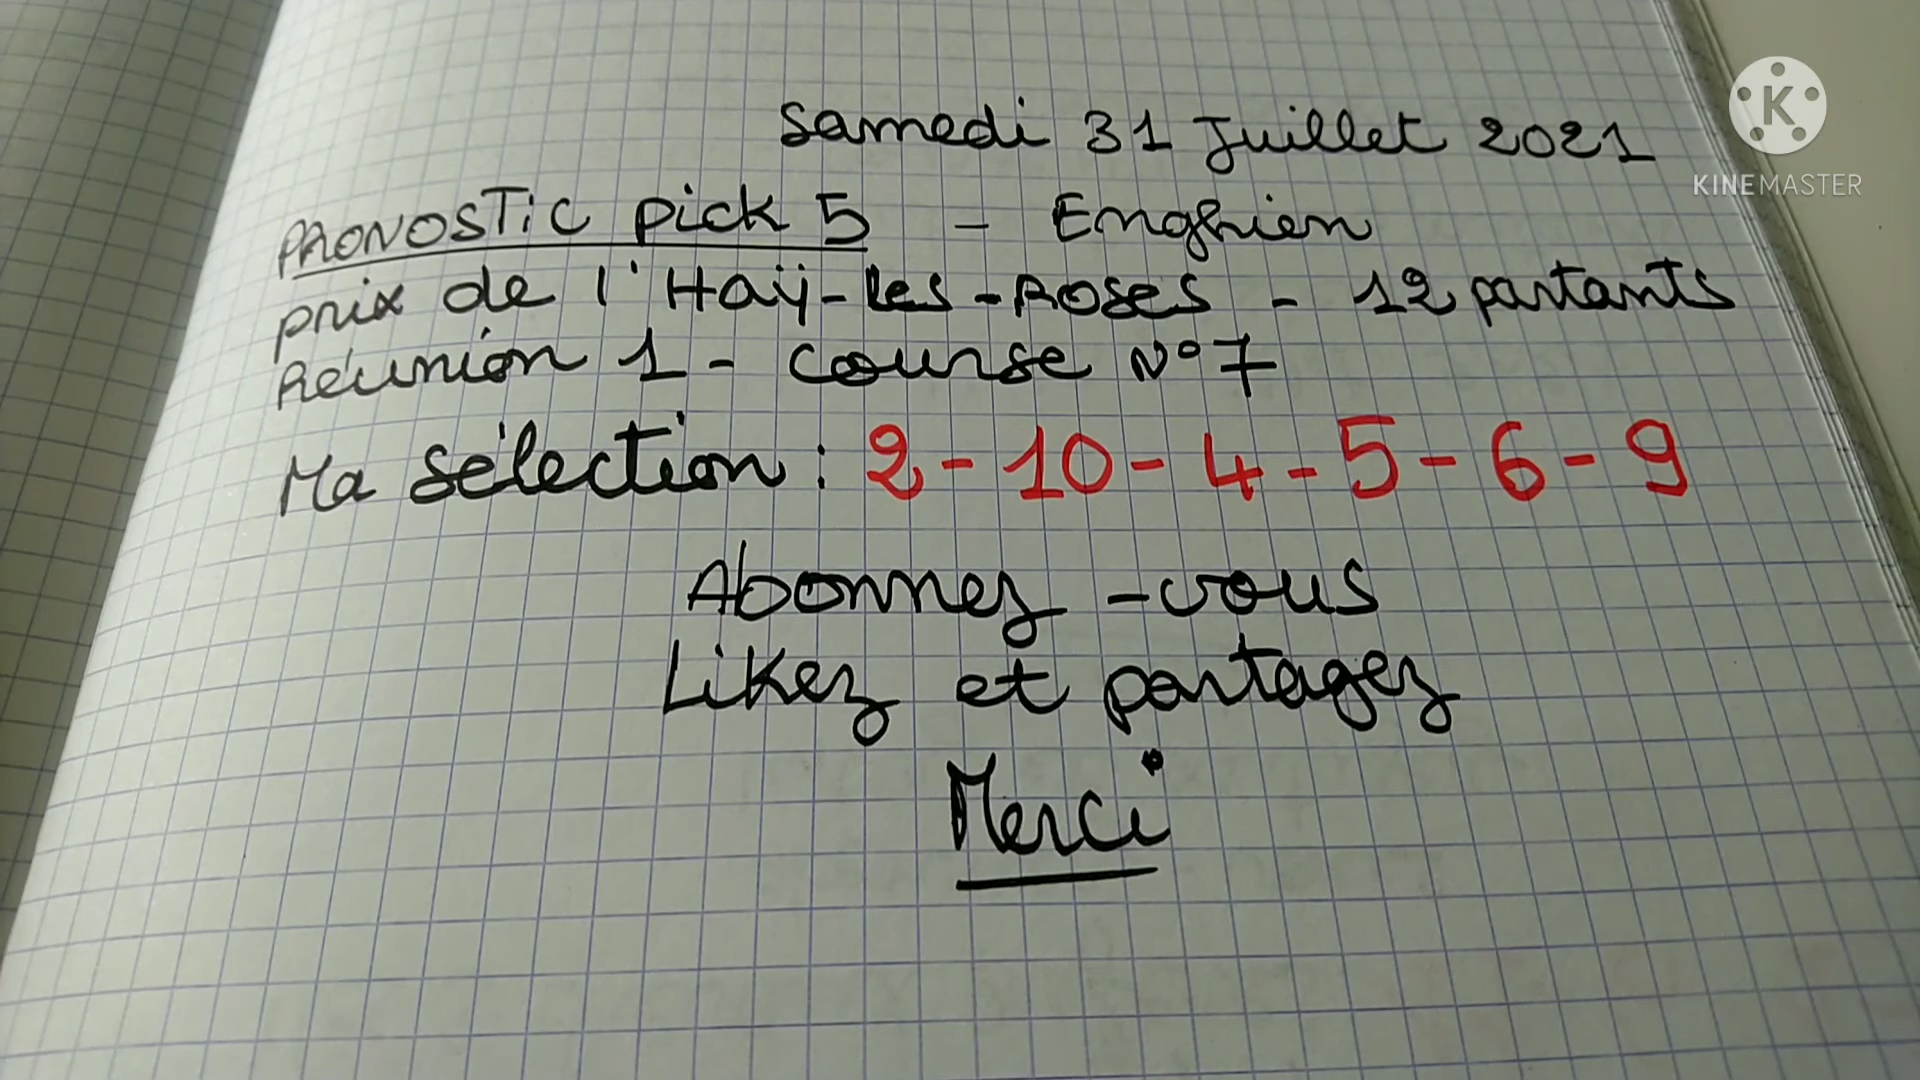 Samedi 31 Juillet 2021
PRONOSTiC pick 5 - Enghien
prix de l'Haÿ-les-Roses - 12 partants
Réunion 1 - course N°7
Ma sélection : 2 - 10 - 4 - 5 - 6 - 9
Abonnez-vous
Likez et partagez
Merci
K
KINEMASTER